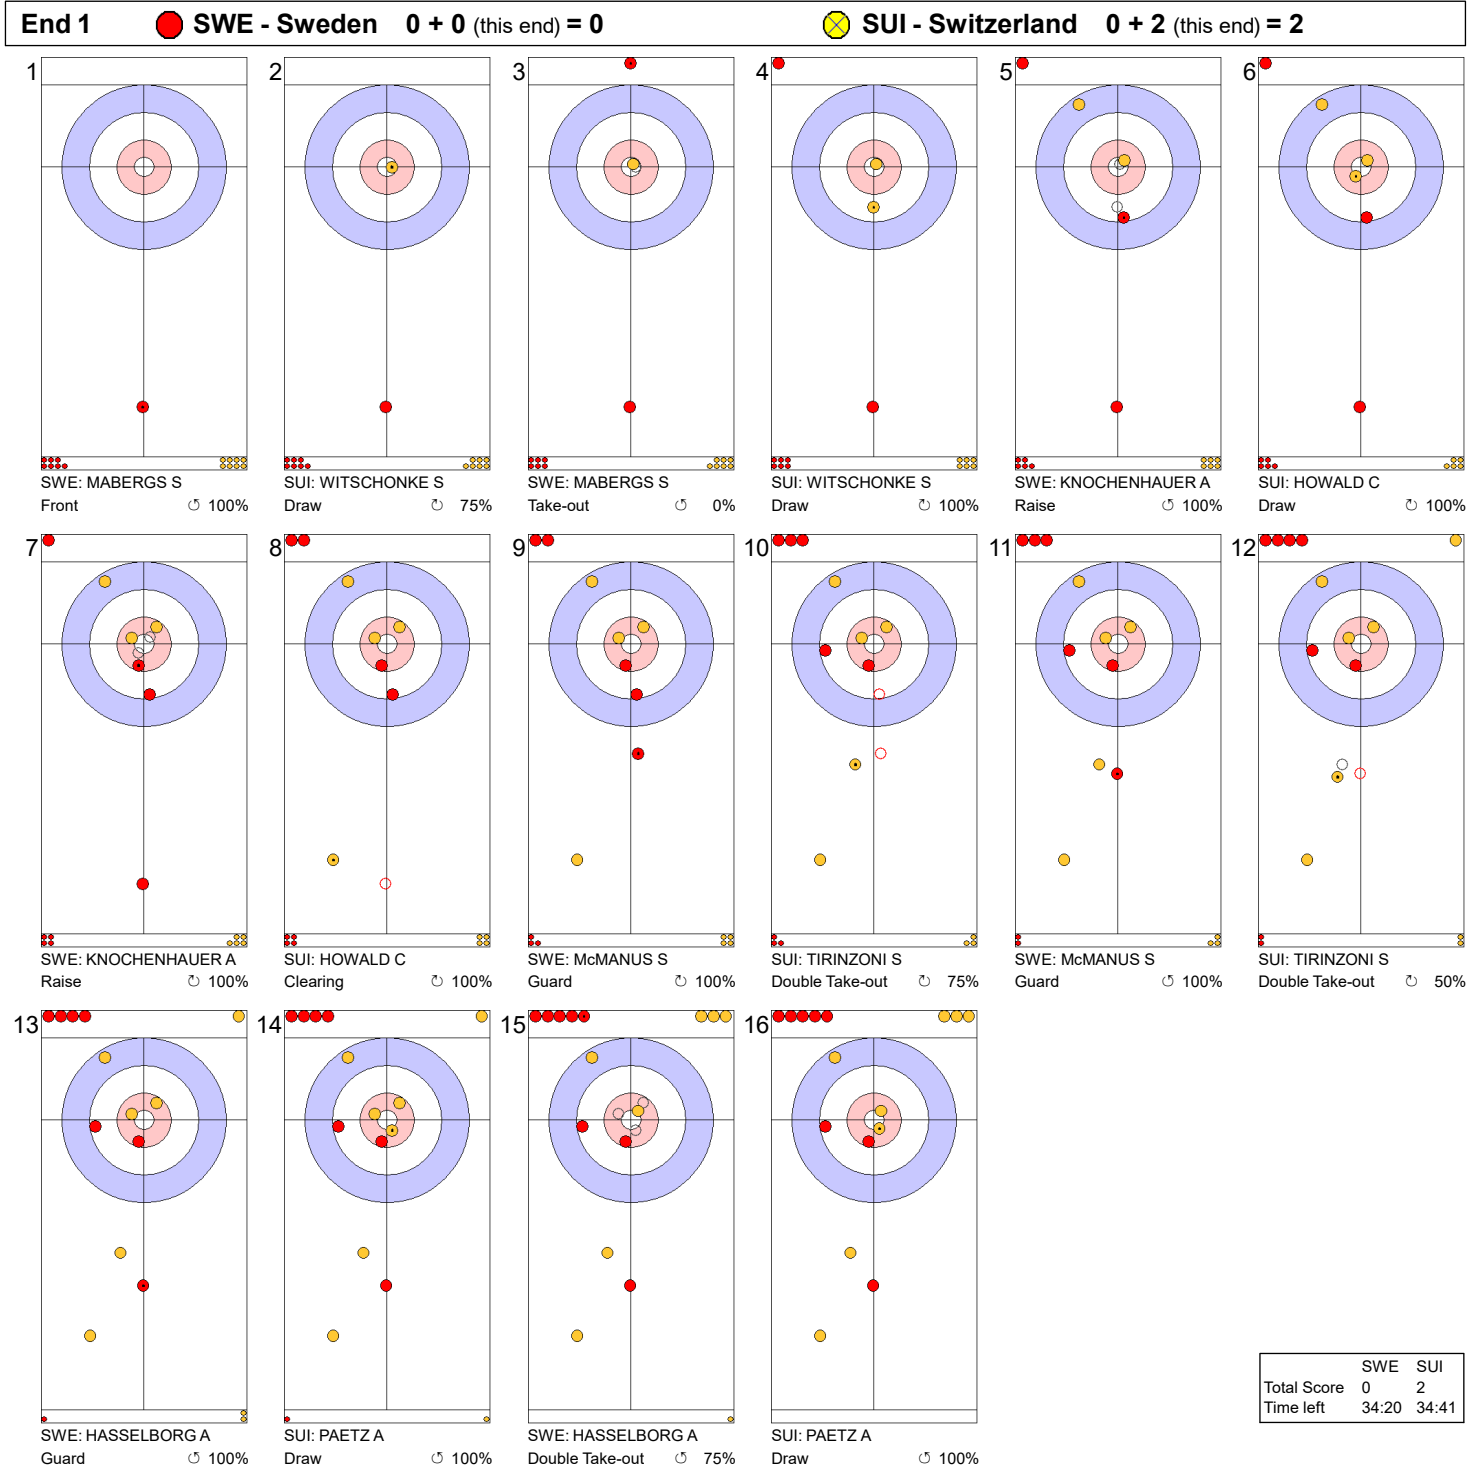 End 1 SWE - Sweden 0 + 0 (this end) = 0 SUI - Switzerland 0 + 2 (this end) = 2
1 2 3 4 5 6
SWE: MABERGS S SUI: WITSCHONKE S SWE: MABERGS S SUI: WITSCHONKE S SWE: KNOCHENHAUER A SUI: HOWALD C
Front ↺ 100% Draw ↻ 75% Take-out ↺ 0% Draw ↻ 100% Raise ↺ 100% Draw ↻ 100%
7 8 9 10 11 12
SWE: KNOCHENHAUER A SUI: HOWALD C SWE: McMANUS S SUI: TIRINZONI S SWE: McMANUS S SUI: TIRINZONI S
Raise ↻ 100% Clearing ↻ 100% Guard ↻ 100% Double Take-out ↻ 75% Guard ↻ 100% Double Take-out ↻ 50%
13 14 15 16
SWE: HASSELBORG A SUI: PAETZ A SWE: HASSELBORG A SUI: PAETZ A
Guard ↺ 100% Draw ↺ 100% Double Take-out ↺ 75% Draw ↺ 100%
SWE SUI
Total Score 0 2
Time left 34:20 34:41